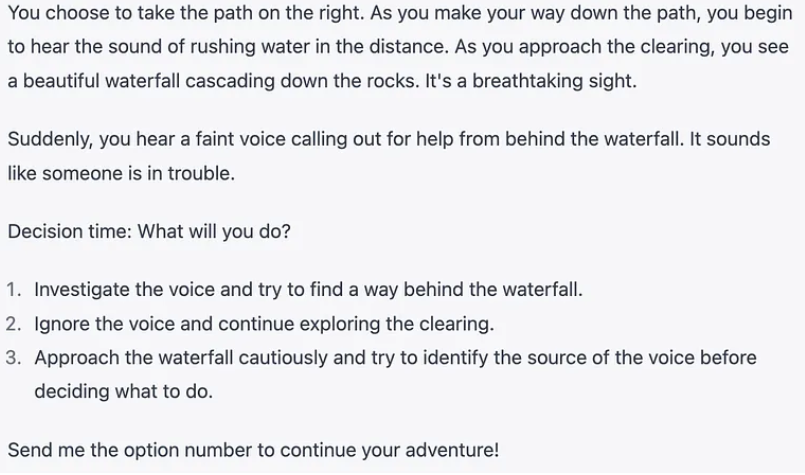 You choose to take the path on the right. As you make your way down the path, you begin
to hear the sound of rushing water in the distance. As you approach the clearing, you see
a beautiful waterfall cascading down the rocks. It's a breathtaking sight.
Suddenly, you hear a faint voice calling out for help from behind the waterfall. It sounds
like someone is in trouble.
Decision time: What will you do?
1. Investigate the voice and try to find a way behind the waterfall.
2. Ignore the voice and continue exploring the clearing.
3. Approach the waterfall cautiously and try to identify the source of the voice before
deciding what to do.
Send me the option number to continue your adventure!